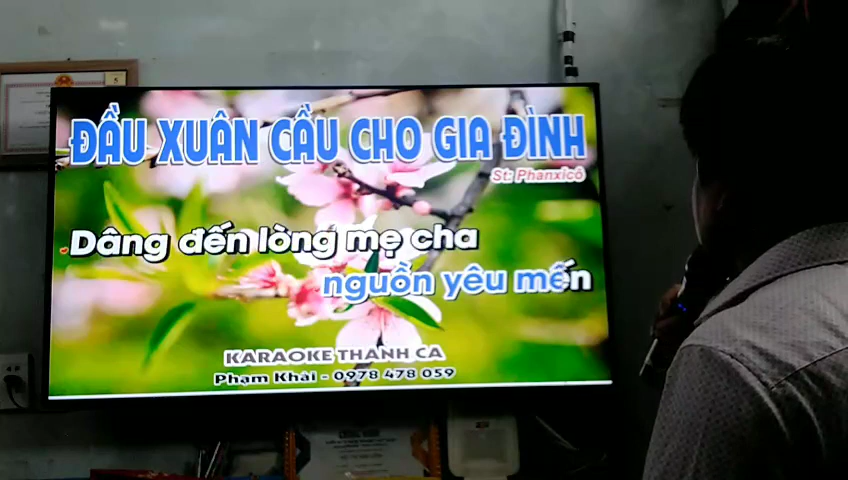 ĐẦU XUÂN CẦU CHO GIA ĐÌNH
St: Phanxicô
Dâng đến lòng mẹ cha
nguồn yêu mến
KARAOKE THÁNH CA
Phạm Khải - 0978 478 059